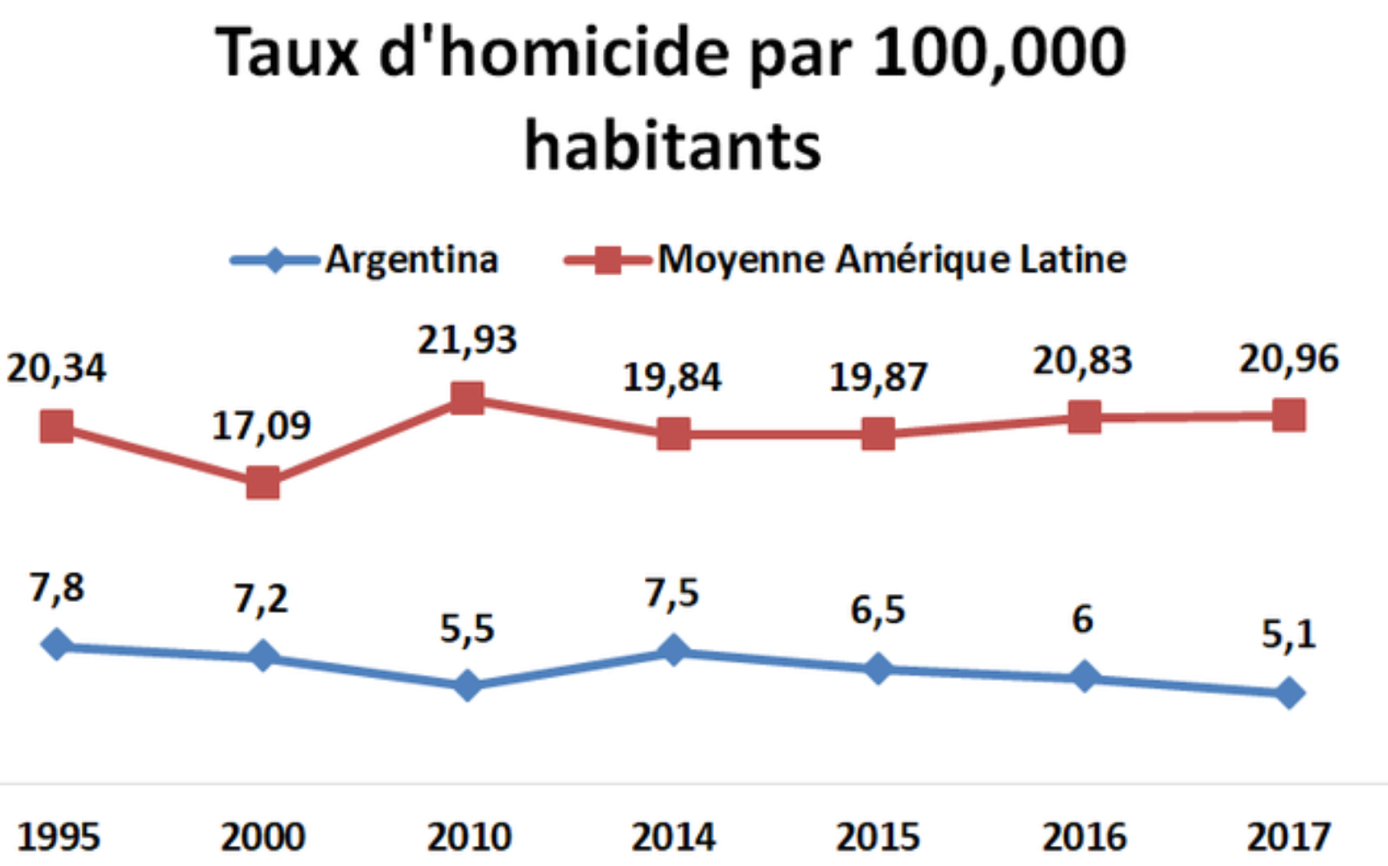 Taux d'homicide par 100,000
habitants
Argentina Moyenne Amérique Latine
20,34 17,09 21,93 19,84 19,87 20,83 20,96
7,8 7,2 5,5 7,5 6,5 6 5,1
1995 2000 2010 2014 2015 2016 2017